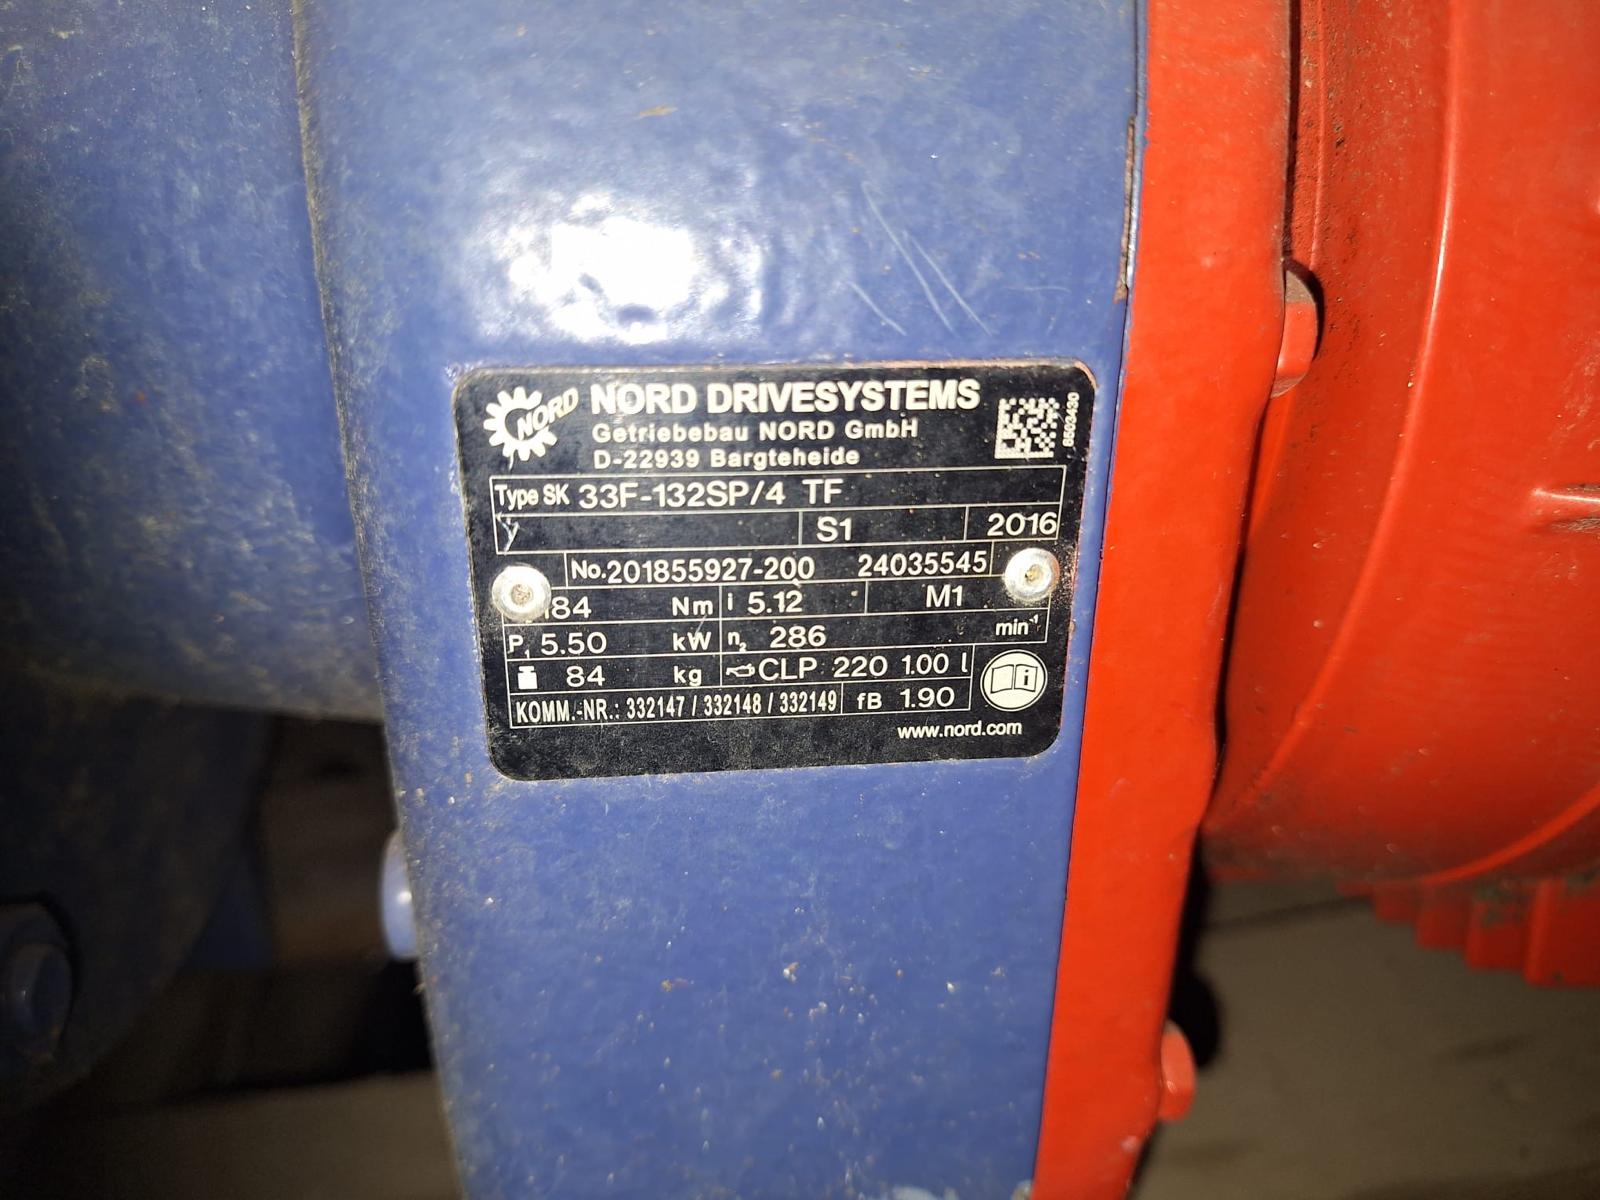 NORD
NORD DRIVESYSTEMS
Getriebebau NORD GmbH
D-22939 Bargteheide
8503430
Type SK 33F-132SP/4 TF
S1 2016
No. 201855927-200 24035545
184 Nm i 5.12 M1
P₁ 5.50 kW n₂ 286 min⁻¹
84 kg CLP 220 1.00 l
KOMM.-NR.: 332147 / 332148 / 332149 fB 1.90
www.nord.com